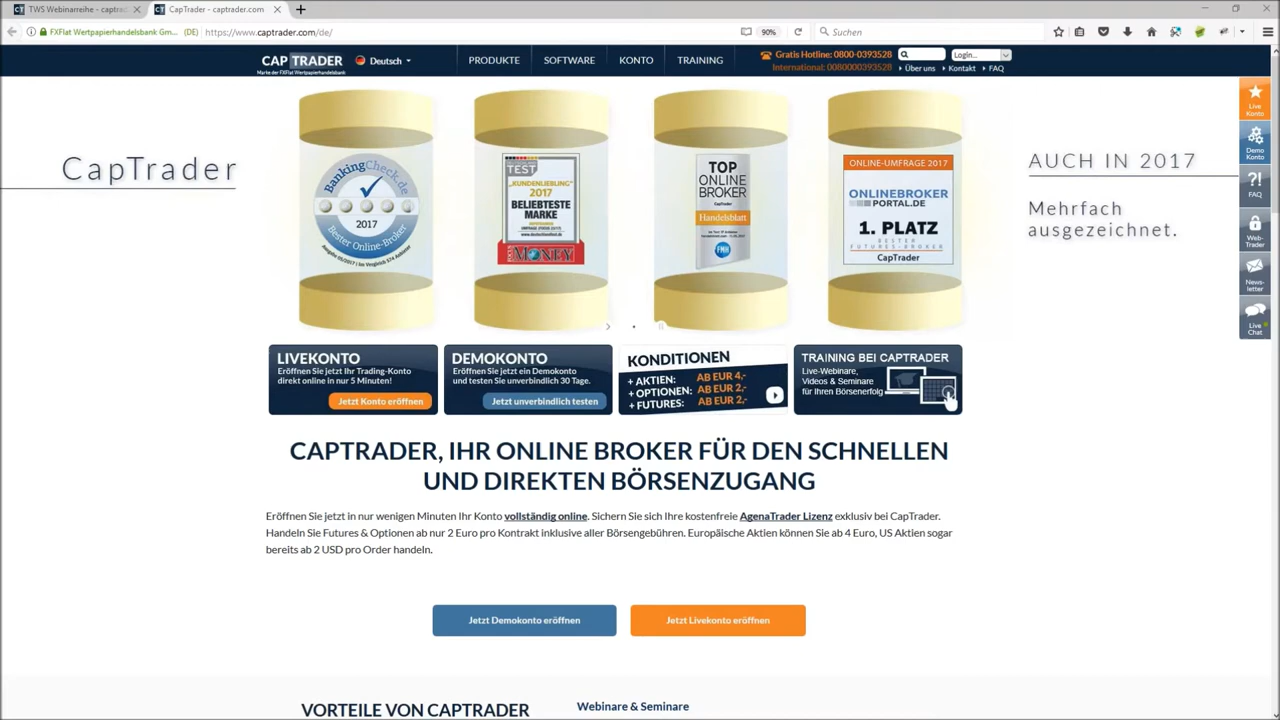 TWS Webinarreihe - captrad
CapTrader - captrader.com
FXFlat Wertpapierhandelsbank Gm...
https://www.captrader.com/de/
90%
Suchen
CAP TRADER
Marke der FXFlat Wertpapierhandelsbank
Deutsch
PRODUKTE
SOFTWARE
KONTO
TRAINING
Gratis Hotline: 0800-0393528
International: 0080000393528
Login...
Über uns
Kontakt
FAQ
CapTrader
BankingCheck.de
2017
Bester Online-Broker
TEST
„KUNDENLIEBLING"
2017
BELIEBTESTE
MARKE
MONEY
TOP
ONLINE
BROKER
CapTrader
Handelsblatt
FMH
ONLINE-UMFRAGE 2017
ONLINEBROKER
PORTAL.DE
1. PLATZ
BESTER
FUTURES-BROKER
CapTrader
AUCH IN 2017
Mehrfach
ausgezeichnet.
Live
Konto
Demo
Konto
FAQ
Web-
Trader
News-
letter
Live
Chat
LIVEKONTO
Eröffnen Sie jetzt Ihr Trading-Konto
direkt online in nur 5 Minuten!
Jetzt Konto eröffnen
DEMOKONTO
Eröffnen Sie jetzt ein Demokonto
und testen Sie unverbindlich 30 Tage.
Jetzt unverbindlich testen
KONDITIONEN
+ AKTIEN: AB EUR 4,-
+ OPTIONEN: AB EUR 2,-
+ FUTURES: AB EUR 2,-
TRAINING BEI CAPTRADER
Live-Webinare,
Videos & Seminare
für Ihren Börsenerfolg
CAPTRADER, IHR ONLINE BROKER FÜR DEN SCHNELLEN
UND DIREKTEN BÖRSENZUGANG
Eröffnen Sie jetzt in nur wenigen Minuten Ihr Konto vollständig online. Sichern Sie sich Ihre kostenfreie AgenaTrader Lizenz exklusiv bei CapTrader.
Handeln Sie Futures & Optionen ab nur 2 Euro pro Kontrakt inklusive aller Börsengebühren. Europäische Aktien können Sie ab 4 Euro, US Aktien sogar
bereits ab 2 USD pro Order handeln.
Jetzt Demokonto eröffnen
Jetzt Livekonto eröffnen
VORTEILE VON CAPTRADER
Webinare & Seminare